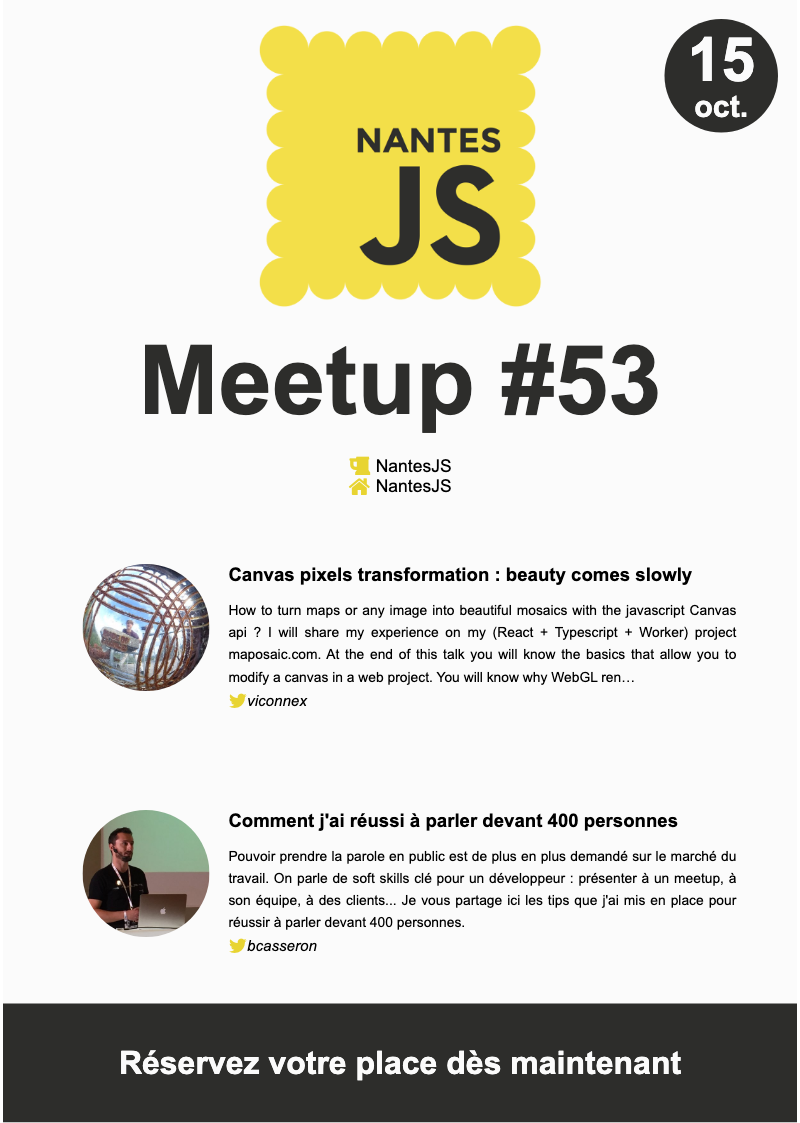 15
oct.
NANTES
JS
Meetup #53
NantesJS
NantesJS
Canvas pixels transformation : beauty comes slowly
How to turn maps or any image into beautiful mosaics with the javascript Canvas
api ? I will share my experience on my (React + Typescript + Worker) project
maposaic.com. At the end of this talk you will know the basics that allow you to
modify a canvas in a web project. You will know why WebGL ren…
viconnex
Comment j'ai réussi à parler devant 400 personnes
Pouvoir prendre la parole en public est de plus en plus demandé sur le marché du
travail. On parle de soft skills clé pour un développeur : présenter à un meetup, à
son équipe, à des clients... Je vous partage ici les tips que j'ai mis en place pour
réussir à parler devant 400 personnes.
bcasseron
Réservez votre place dès maintenant